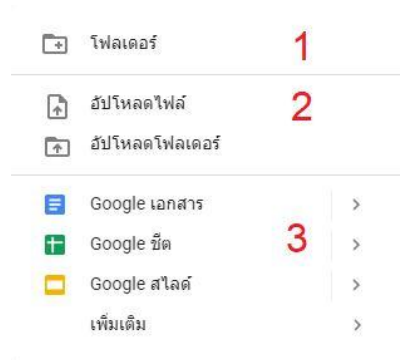 โฟลเดอร์ 1
อัปโหลดไฟล์ 2
อัปโหลดโฟลเดอร์
Google เอกสาร
Google ชีต 3
Google สไลด์
เพิ่มเติม